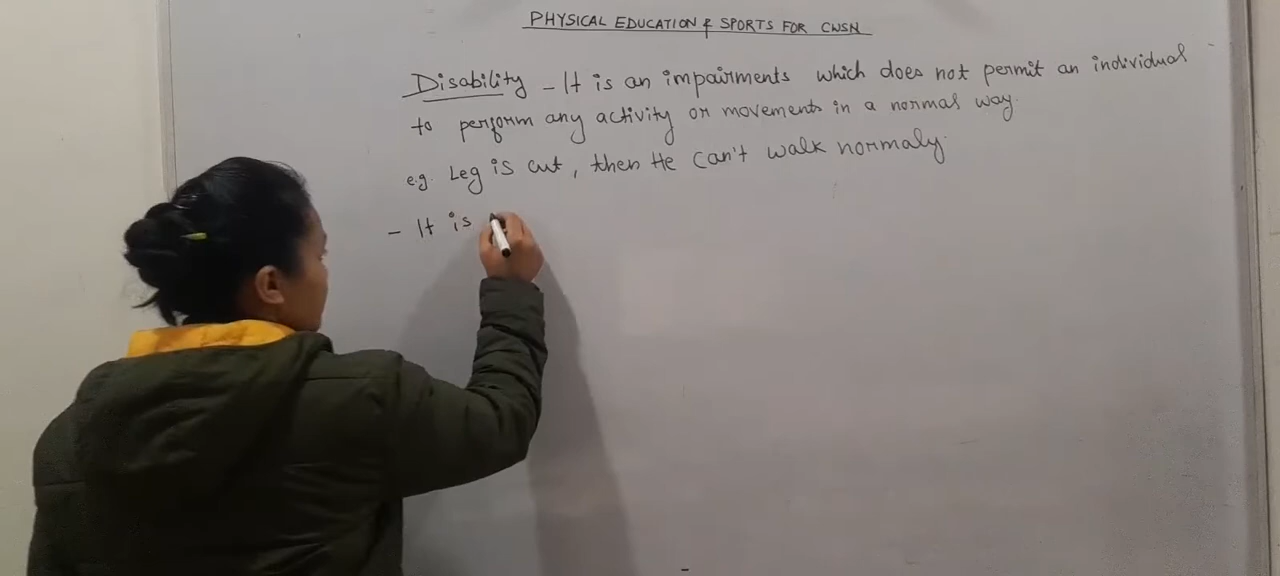 PHYSICAL EDUCATION & SPORTS FOR CWSN
Disability - It is an impairments which does not permit an individual
to perform any activity or movements in a normal way.
e.g. Leg is cut, then He can't walk normaly.
- It is